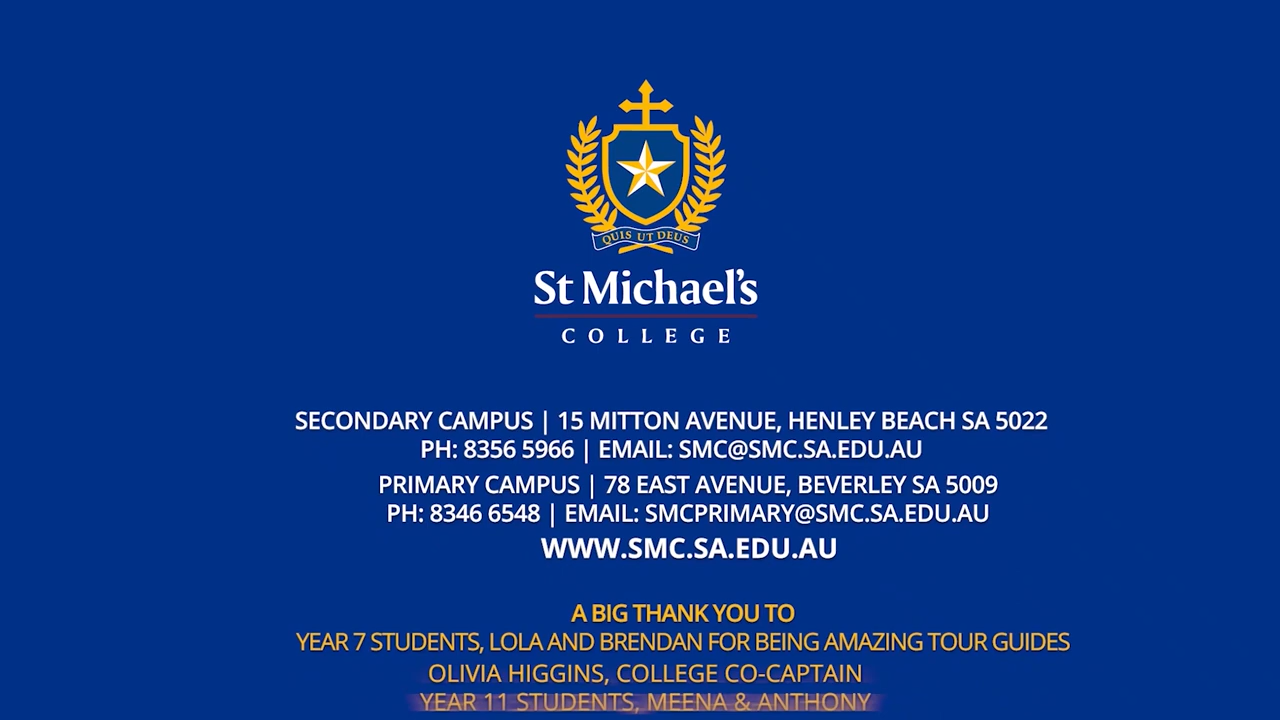 QUIS UT DEUS
St Michael's
COLLEGE
SECONDARY CAMPUS | 15 MITTON AVENUE, HENLEY BEACH SA 5022
PH: 8356 5966 | EMAIL: SMC@SMC.SA.EDU.AU
PRIMARY CAMPUS | 78 EAST AVENUE, BEVERLEY SA 5009
PH: 8346 6548 | EMAIL: SMCPRIMARY@SMC.SA.EDU.AU
WWW.SMC.SA.EDU.AU
A BIG THANK YOU TO
YEAR 7 STUDENTS, LOLA AND BRENDAN FOR BEING AMAZING TOUR GUIDES
OLIVIA HIGGINS, COLLEGE CO-CAPTAIN
YEAR 11 STUDENTS, MEENA & ANTHONY